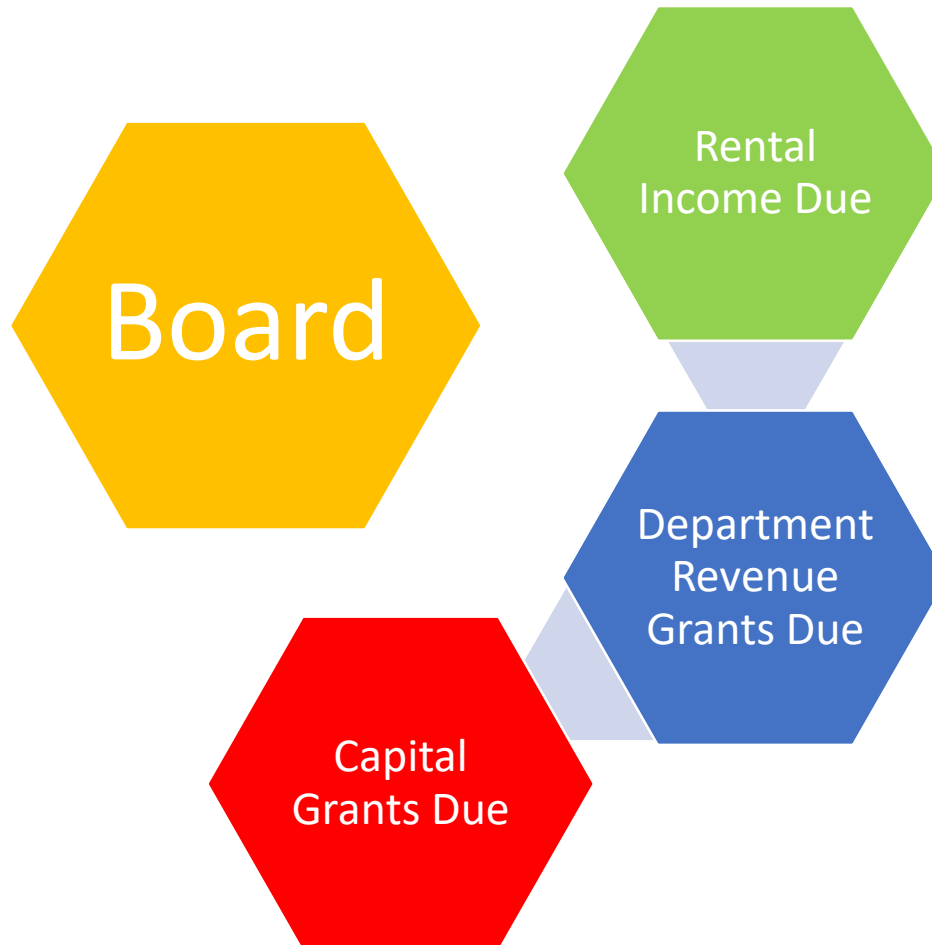 Board
Rental
Income Due
Department
Revenue
Grants Due
Capital
Grants Due